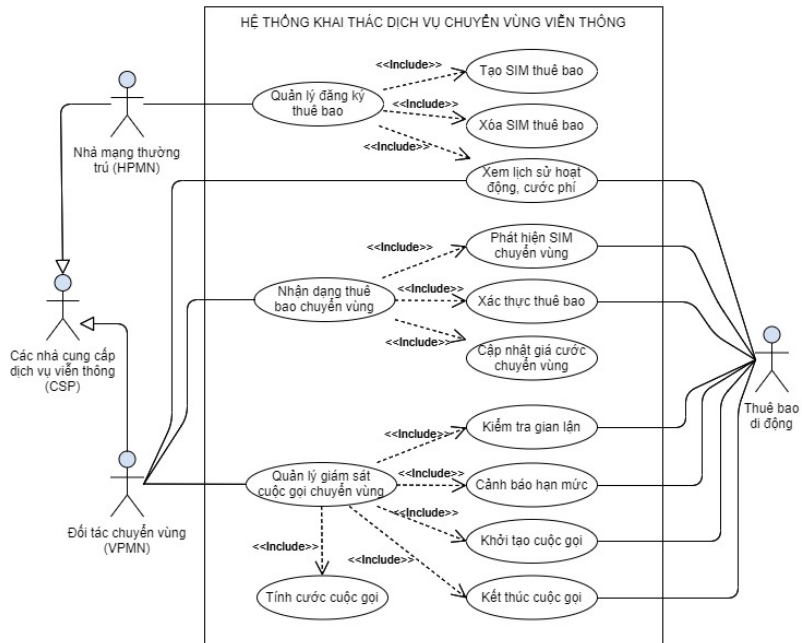 HỆ THỐNG KHAI THÁC DỊCH VỤ CHUYỂN VÙNG VIỄN THÔNG
<<Include>>
Tạo SIM thuê bao
Quản lý đăng ký
thuê bao
<<Include>>
Xóa SIM thuê bao
Nhà mạng thường
trú (HPMN)
<<Include>>
Xem lịch sử hoạt
động, cước phí
<<Include>>
Phát hiện SIM
chuyển vùng
Nhận dạng thuê
bao chuyển vùng
<<Include>>
Xác thực thuê bao
<<Include>>
Cập nhật giá cước
chuyển vùng
Các nhà cung cấp
dịch vụ viễn thông
(CSP)
Thuê bao
di động
<<Include>>
Kiểm tra gian lận
Quản lý giám sát
cuộc gọi chuyển vùng
<<Include>>
Cảnh báo hạn mức
Đối tác chuyển vùng
(VPMN)
<<Include>>
Khởi tạo cuộc gọi
<<Include>>
<<Include>>
Tính cước cuộc gọi
Kết thúc cuộc gọi